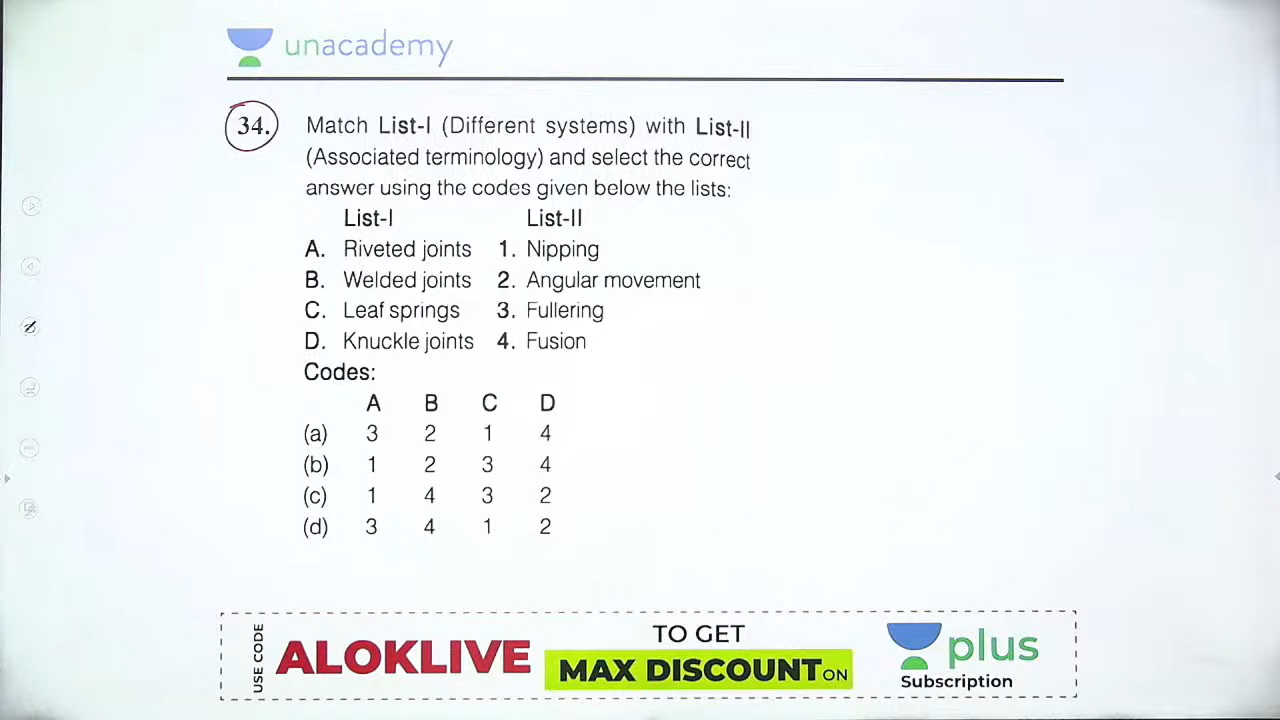 unacademy
34. Match List-I (Different systems) with List-II
(Associated terminology) and select the correct
answer using the codes given below the lists:
List-I List-II
A. Riveted joints 1. Nipping
B. Welded joints 2. Angular movement
C. Leaf springs 3. Fullering
D. Knuckle joints 4. Fusion
Codes:
A B C D
(a) 3 2 1 4
(b) 1 2 3 4
(c) 1 4 3 2
(d) 3 4 1 2
USE CODE ALOKLIVE TO GET MAX DISCOUNT ON plus Subscription